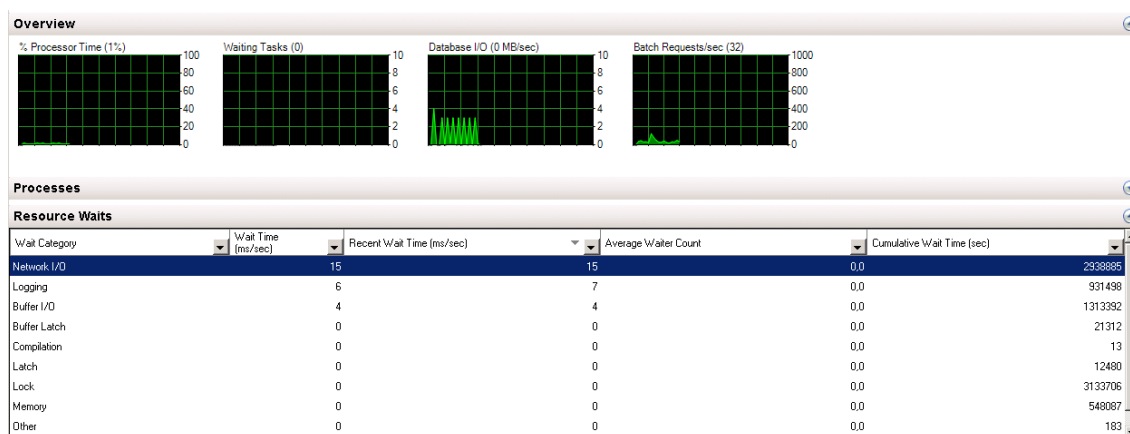 Overview
% Processor Time (1%)
100
80
60
40
20
0
Waiting Tasks (0)
10
8
6
4
2
0
Database I/O (0 MB/sec)
10
8
6
4
2
0
Batch Requests/sec (32)
1000
800
600
400
200
0
Processes
Resource Waits
Wait Category Wait Time (ms/sec) Recent Wait Time (ms/sec) Average Waiter Count Cumulative Wait Time (sec)
Network I/O 15 15 0,0 2938885
Logging 6 7 0,0 931498
Buffer I/O 4 4 0,0 1313392
Buffer Latch 0 0 0,0 21312
Compilation 0 0 0,0 13
Latch 0 0 0,0 12480
Lock 0 0 0,0 3133706
Memory 0 0 0,0 548087
Other 0 0 0,0 183